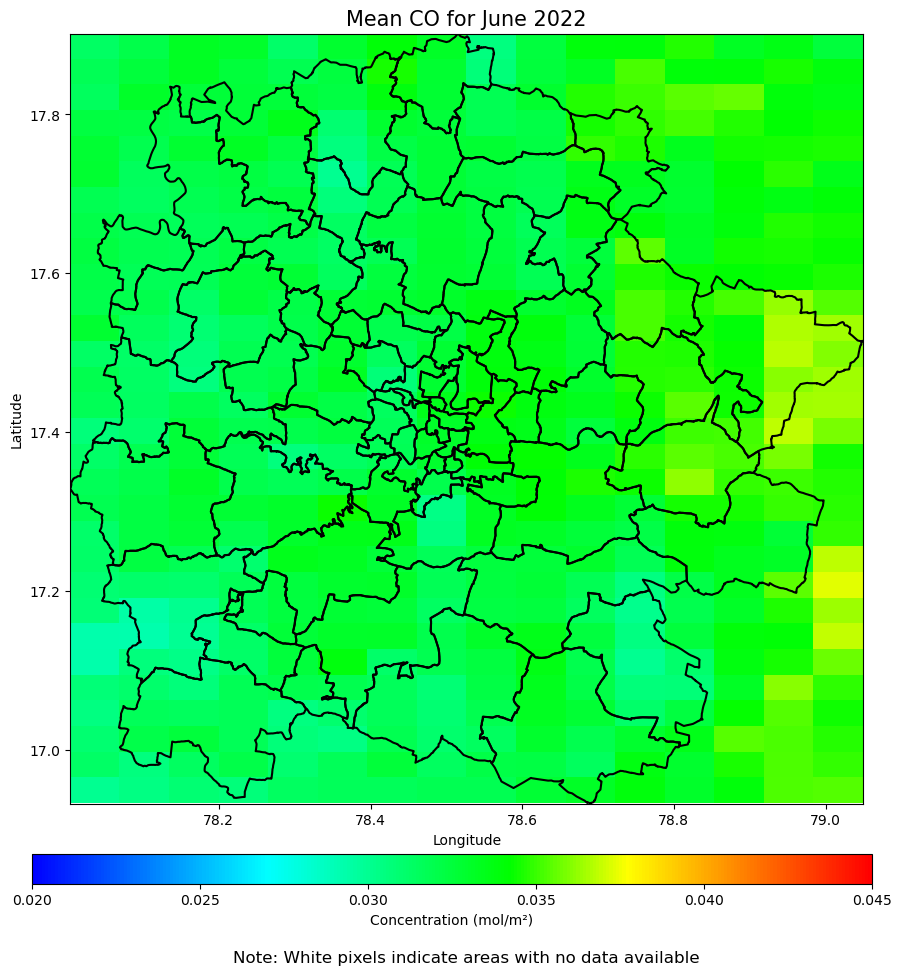 Mean CO for June 2022
17.8
17.6
17.4
17.2
17.0
Latitude
78.2 78.4 78.6 78.8 79.0
Longitude
0.020 0.025 0.030 0.035 0.040 0.045
Concentration (mol/m²)
Note: White pixels indicate areas with no data available